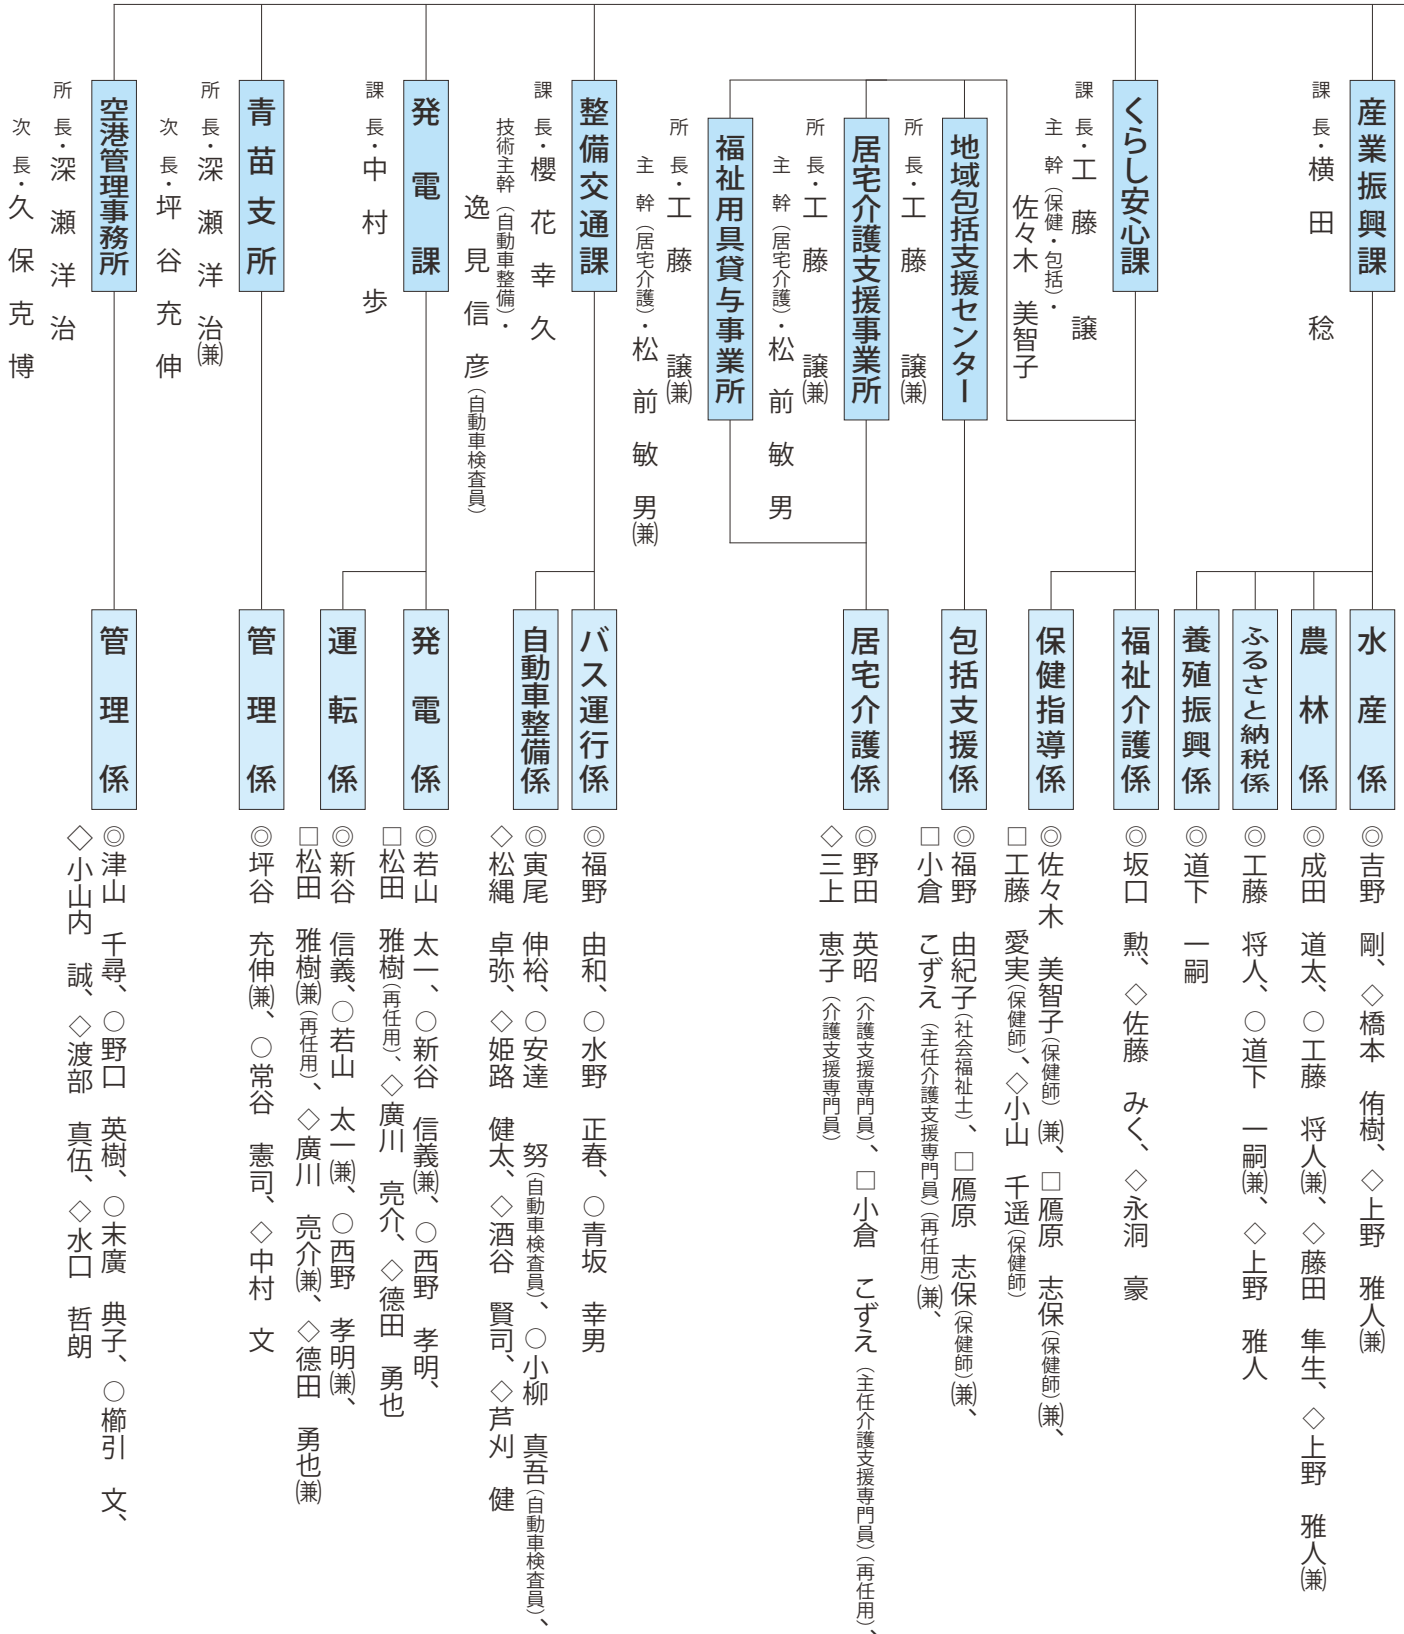 産業振興課
課長・横田　稔
水産係
◎吉野　剛、◇橋本　侑樹、◇上野　雅人㈱
農林係
◎成田　道太、○工藤　将人(兼)、◇藤田　隼生、◇上野　雅人(兼)
ふるさと納税係
◎工藤　将人、○道下　一嗣(兼)、◇上野　雅人
養殖振興係
◎道下　一嗣
くらし安心課
課長・工藤　譲
主幹(保健・包括)・
佐々木　美智子
福祉介護係
◎坂口　勲、◇佐藤　みく、◇永洞　豪
保健指導係
◎佐々木　美智子(保健師)(兼)、□鴈原　志保(保健師)(兼)、
□工藤　愛実(保健師)、◇小山　千遥(保健師)
地域包括支援センター
所長・工藤　譲(兼)
包括支援係
◎福野　由紀子(社会福祉士)、□鴈原　志保(保健師)(兼)、
□小倉　こずえ(主任介護支援専門員)(再任用)(兼)、
居宅介護支援事業所
所長・工藤　譲(兼)
主幹(居宅介護)・松前敏男
福祉用具貸与事業所
所長・工藤　譲(兼)
主幹(居宅介護)・松前敏男(兼)
居宅介護係
◎野田　英昭(介護支援専門員)、□小倉　こずえ(主任介護支援専門員)(再任用)、
◇三上　恵子(介護支援専門員)
整備交通課
課長・櫻花幸久
技術主幹(自動車整備)・
逸見信彦(自動車検査員)
バス運行係
◎福野　由和、○水野　正春、○青坂　幸男
自動車整備係
◎寅尾　伸裕、○安達　努(自動車検査員)、○小柳　真吾(自動車検査員)、
◇松縄　卓弥、◇姫路　健太、◇酒谷　賢司、◇芦刈　健
発電課
課長・中村　歩
発電係
◎若山　太一、○新谷　信義(兼)、○西野　孝明、
□松田　雅樹(再任用)、◇廣川　亮介、◇德田　勇也
運転係
◎新谷　信義、○若山　太一(兼)、○西野　孝明(兼)、
□松田　雅樹(兼)(再任用)、◇廣川　亮介(兼)、◇德田　勇也(兼)
青苗支所
所長・深瀬洋治(兼)
次長・坪谷充伸
管理係
◎坪谷　充伸(兼)、○常谷　憲司、◇中村　文
空港管理事務所
所長・深瀬洋治
次長・久保克博
管理係
◎津山　千尋、○野口　英樹、○末廣　典子、○櫛引　文、
◇小山内　誠、◇渡部　真伍、◇水口　哲朗